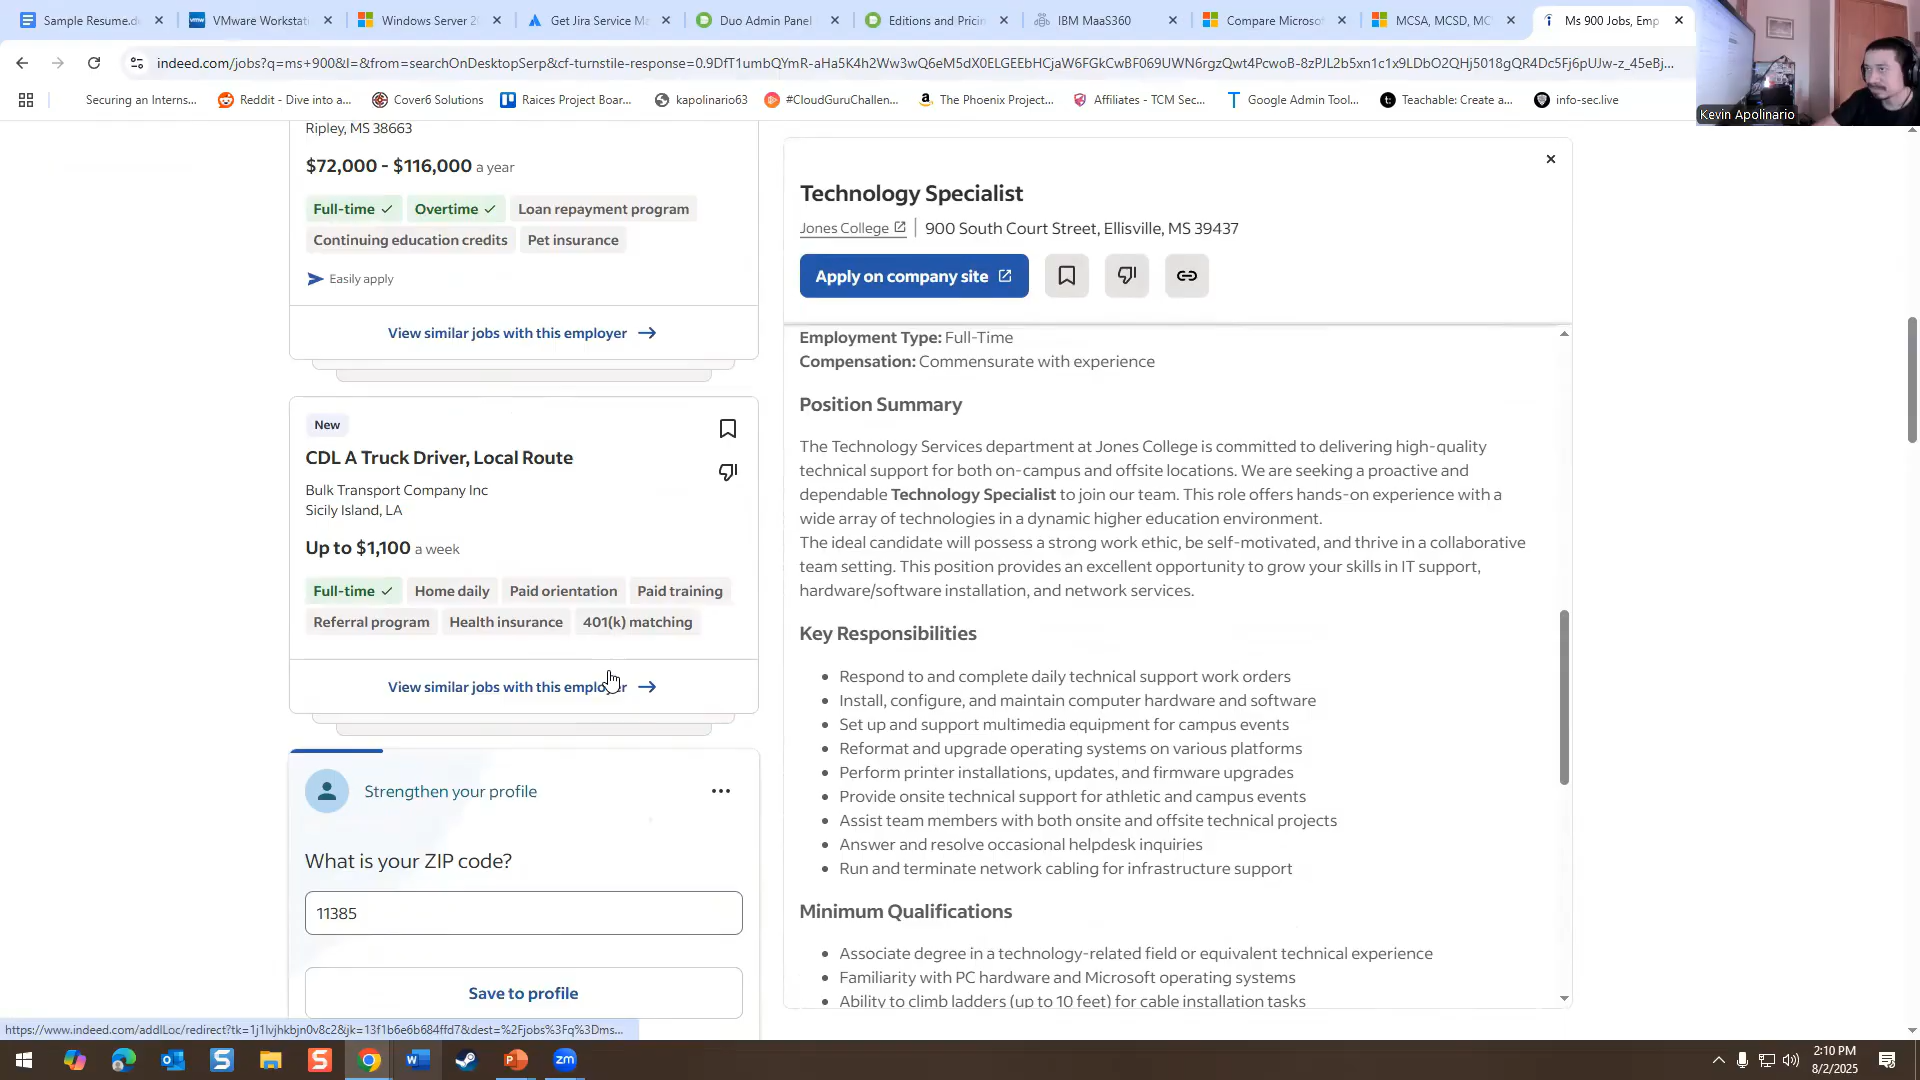 Sample Resume.d
VMware Workstati
Windows Server 2
Get Jira Service M
Duo Admin Panel
Editions and Pricin
IBM MaaS360
Compare Microso
MCSA, MCSD, MC
Ms 900 Jobs, Emp
indeed.com/jobs?q=ms+900&l=&from=searchOnDesktopSerp&cf-turnstile-response=0.9DfT1umbQYmR-aHa5K4h2Ww3wQ6eM5dX0ELGEEbHCjaW6FGkCwBF069UWN6rgzQwt4PcwoB-8zPJL2b5xn1c1x9LDbO2QHj5018gQR4Dc5Fj6pUJw-z_45eBj...
Securing an Interns...
Reddit - Dive into a...
Cover6 Solutions
Raices Project Boar...
kapolinario63
#CloudGuruChallen...
The Phoenix Project...
Affiliates - TCM Sec...
Google Admin Tool...
Teachable: Create a...
info-sec.live
Kevin Apolinario
Ripley, MS 38663
$72,000 - $116,000 a year
Full-time
Overtime
Loan repayment program
Continuing education credits
Pet insurance
Easily apply
View similar jobs with this employer
New
CDL A Truck Driver, Local Route
Bulk Transport Company Inc
Sicily Island, LA
Up to $1,100 a week
Full-time
Home daily
Paid orientation
Paid training
Referral program
Health insurance
401(k) matching
View similar jobs with this employer
Strengthen your profile
What is your ZIP code?
11385
Save to profile
Technology Specialist
Jones College
900 South Court Street, Ellisville, MS 39437
Apply on company site
Employment Type: Full-Time
Compensation: Commensurate with experience
Position Summary
The Technology Services department at Jones College is committed to delivering high-quality
technical support for both on-campus and offsite locations. We are seeking a proactive and
dependable Technology Specialist to join our team. This role offers hands-on experience with a
wide array of technologies in a dynamic higher education environment.
The ideal candidate will possess a strong work ethic, be self-motivated, and thrive in a collaborative
team setting. This position provides an excellent opportunity to grow your skills in IT support,
hardware/software installation, and network services.
Key Responsibilities
Respond to and complete daily technical support work orders
Install, configure, and maintain computer hardware and software
Set up and support multimedia equipment for campus events
Reformat and upgrade operating systems on various platforms
Perform printer installations, updates, and firmware upgrades
Provide onsite technical support for athletic and campus events
Assist team members with both onsite and offsite technical projects
Answer and resolve occasional helpdesk inquiries
Run and terminate network cabling for infrastructure support
Minimum Qualifications
Associate degree in a technology-related field or equivalent technical experience
Familiarity with PC hardware and Microsoft operating systems
Ability to climb ladders (up to 10 feet) for cable installation tasks
https://www.indeed.com/addlLoc/redirect?tk=1j1lvjhkbjn0v8c2&jk=13f1b6e6b684ffd7&dest=%2Fjobs%3Fq%3Dms...
2:10 PM
8/2/2025